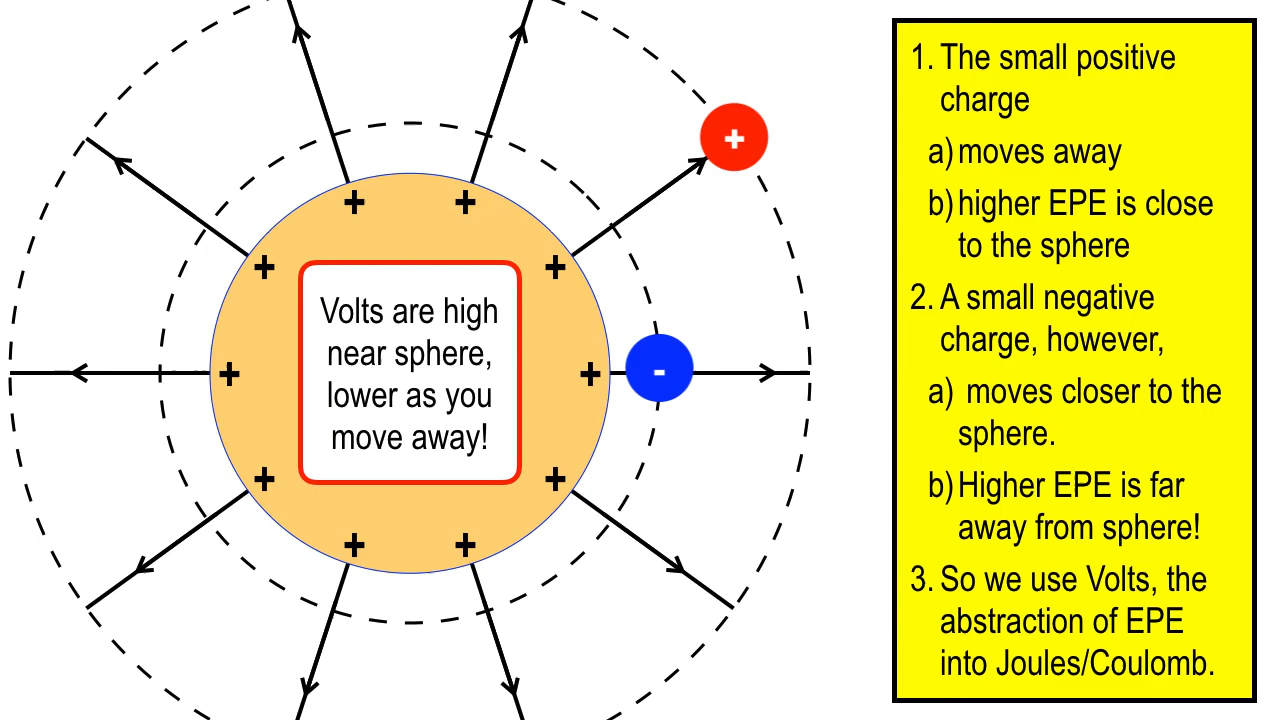 + +
+
+ +
Volts are high
near sphere,
lower as you
move away!
+ + -
+ +
+ +
1. The small positive
charge
a) moves away
b) higher EPE is close
to the sphere
2. A small negative
charge, however,
a) moves closer to the
sphere.
b) Higher EPE is far
away from sphere!
3. So we use Volts, the
abstraction of EPE
into Joules/Coulomb.